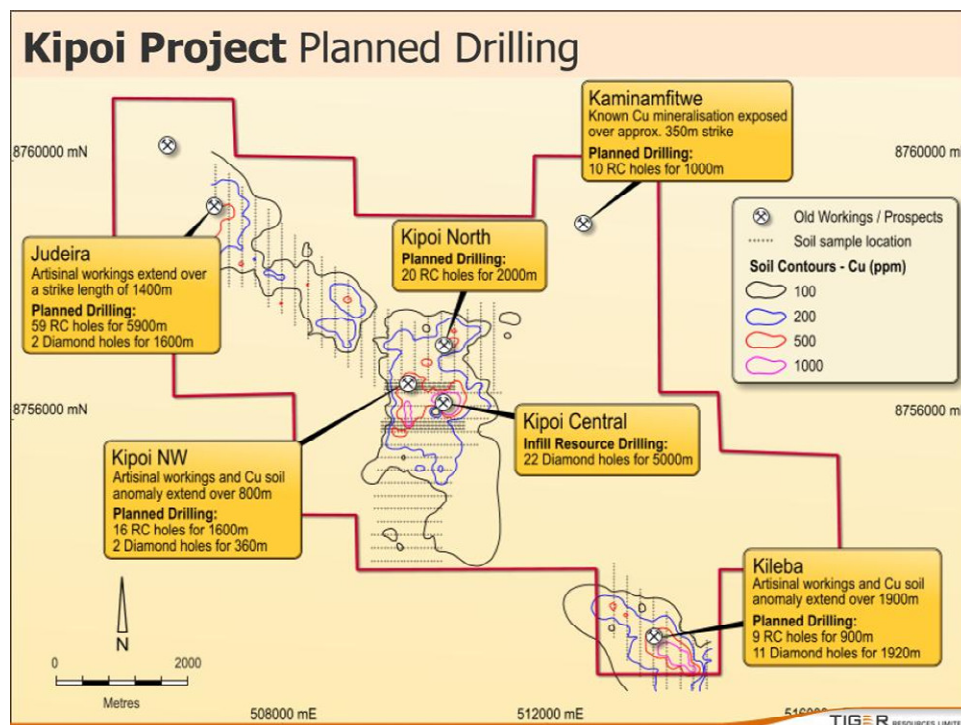 Kipoi Project Planned Drilling
Kaminamfitwe
Known Cu mineralisation exposed
over approx. 350m strike
Planned Drilling:
10 RC holes for 1000m
8760000 mN
8760000 mN
Old Workings / Prospects
Soil sample location
Soil Contours - Cu (ppm)
100
200
500
1000
Judeira
Artisinal workings extend over
a strike length of 1400m
Planned Drilling:
59 RC holes for 5900m
2 Diamond holes for 1600m
Kipoi North
Planned Drilling:
20 RC holes for 2000m
8756000 mN
8756000 mN
Kipoi Central
Infill Resource Drilling:
22 Diamond holes for 5000m
Kipoi NW
Artisinal workings and Cu soil
anomaly extend over 800m
Planned Drilling:
16 RC holes for 1600m
2 Diamond holes for 360m
Kileba
Artisinal workings and Cu soil
anomaly extend over 1900m
Planned Drilling:
9 RC holes for 900m
11 Diamond holes for 1920m
N
0 2000
Metres
508000 mE
512000 mE
TIGER RESOURCES LIMITE